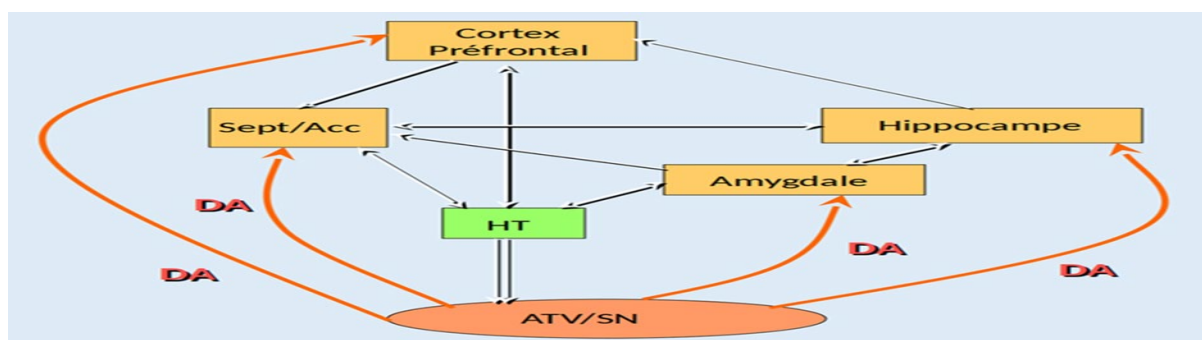 Cortex
Préfrontal
Sept/Acc
Hippocampe
Amygdale
DA
HT
DA
DA
DA
ATV/SN